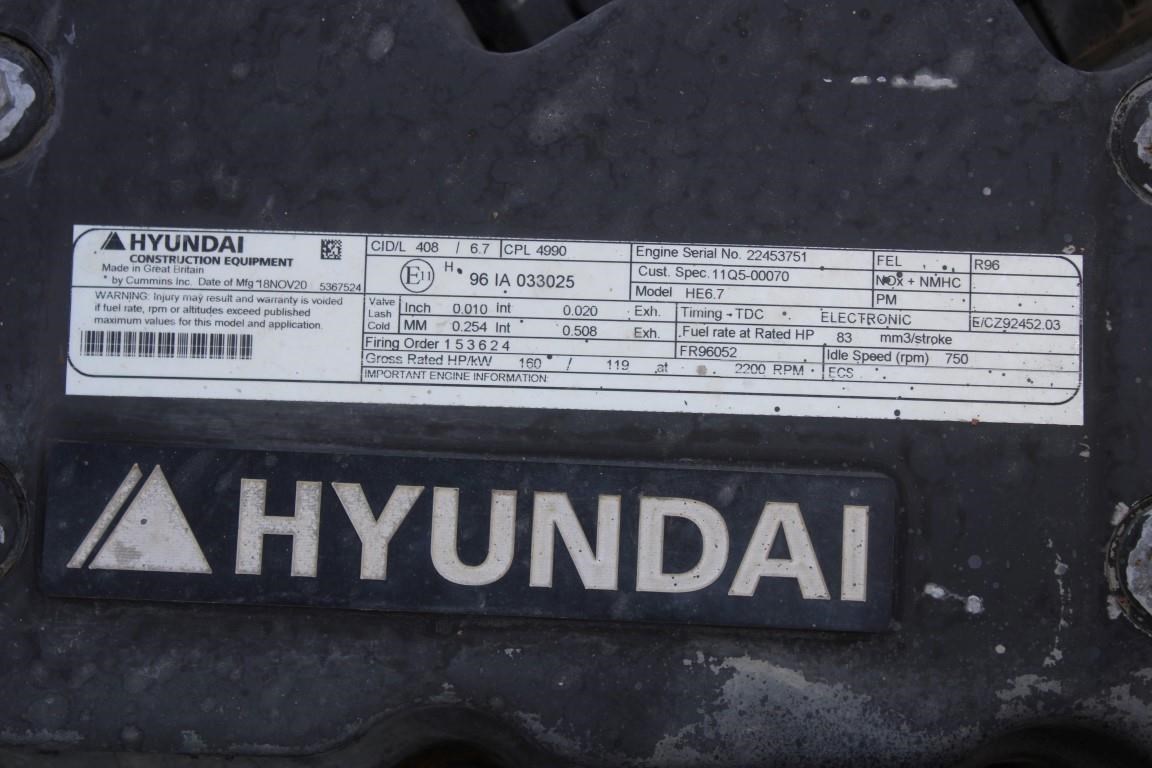 HYUNDAI
CONSTRUCTION EQUIPMENT
Made in Great Britain
by Cummins Inc. Date of Mfg 18NOV20 5367524
WARNING: Injury may result and warranty is voided
if fuel rate, rpm or altitudes exceed published
maximum values for this model and application.
CID/L 408 / 6.7 CPL 4990
E11 H 96 IA 033025
Valve Lash Cold
Inch 0.010 Int 0.020 Exh.
MM 0.254 Int 0.508 Exh.
Firing Order 1 5 3 6 2 4
Gross Rated HP/kW 160 / 119 at 2200 RPM
IMPORTANT ENGINE INFORMATION:
Engine Serial No. 22453751
Cust. Spec. 11Q5-00070
Model HE6.7
Timing - TDC ELECTRONIC
Fuel rate at Rated HP 83 mm3/stroke
FR96052
Idle Speed (rpm) 750
ECS
FEL R96
NOx + NMHC
PM
E/CZ92452.03
HYUNDAI